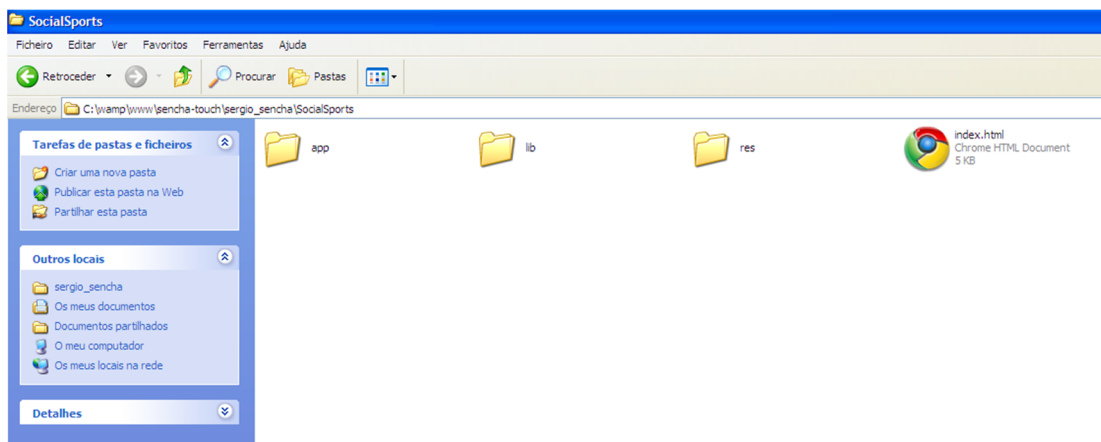 SocialSports
Ficheiro Editar Ver Favoritos Ferramentas Ajuda
Retroceder Procurar Pastas
Endereço C:\wamp\www\sencha-touch\sergio_sencha\SocialSports
Tarefas de pastas e ficheiros
Criar uma nova pasta
Publicar esta pasta na Web
Partilhar esta pasta
Outros locais
sergio_sencha
Os meus documentos
Documentos partilhados
O meu computador
Os meus locais na rede
Detalhes
app
lib
res
index.html
Chrome HTML Document
5 KB